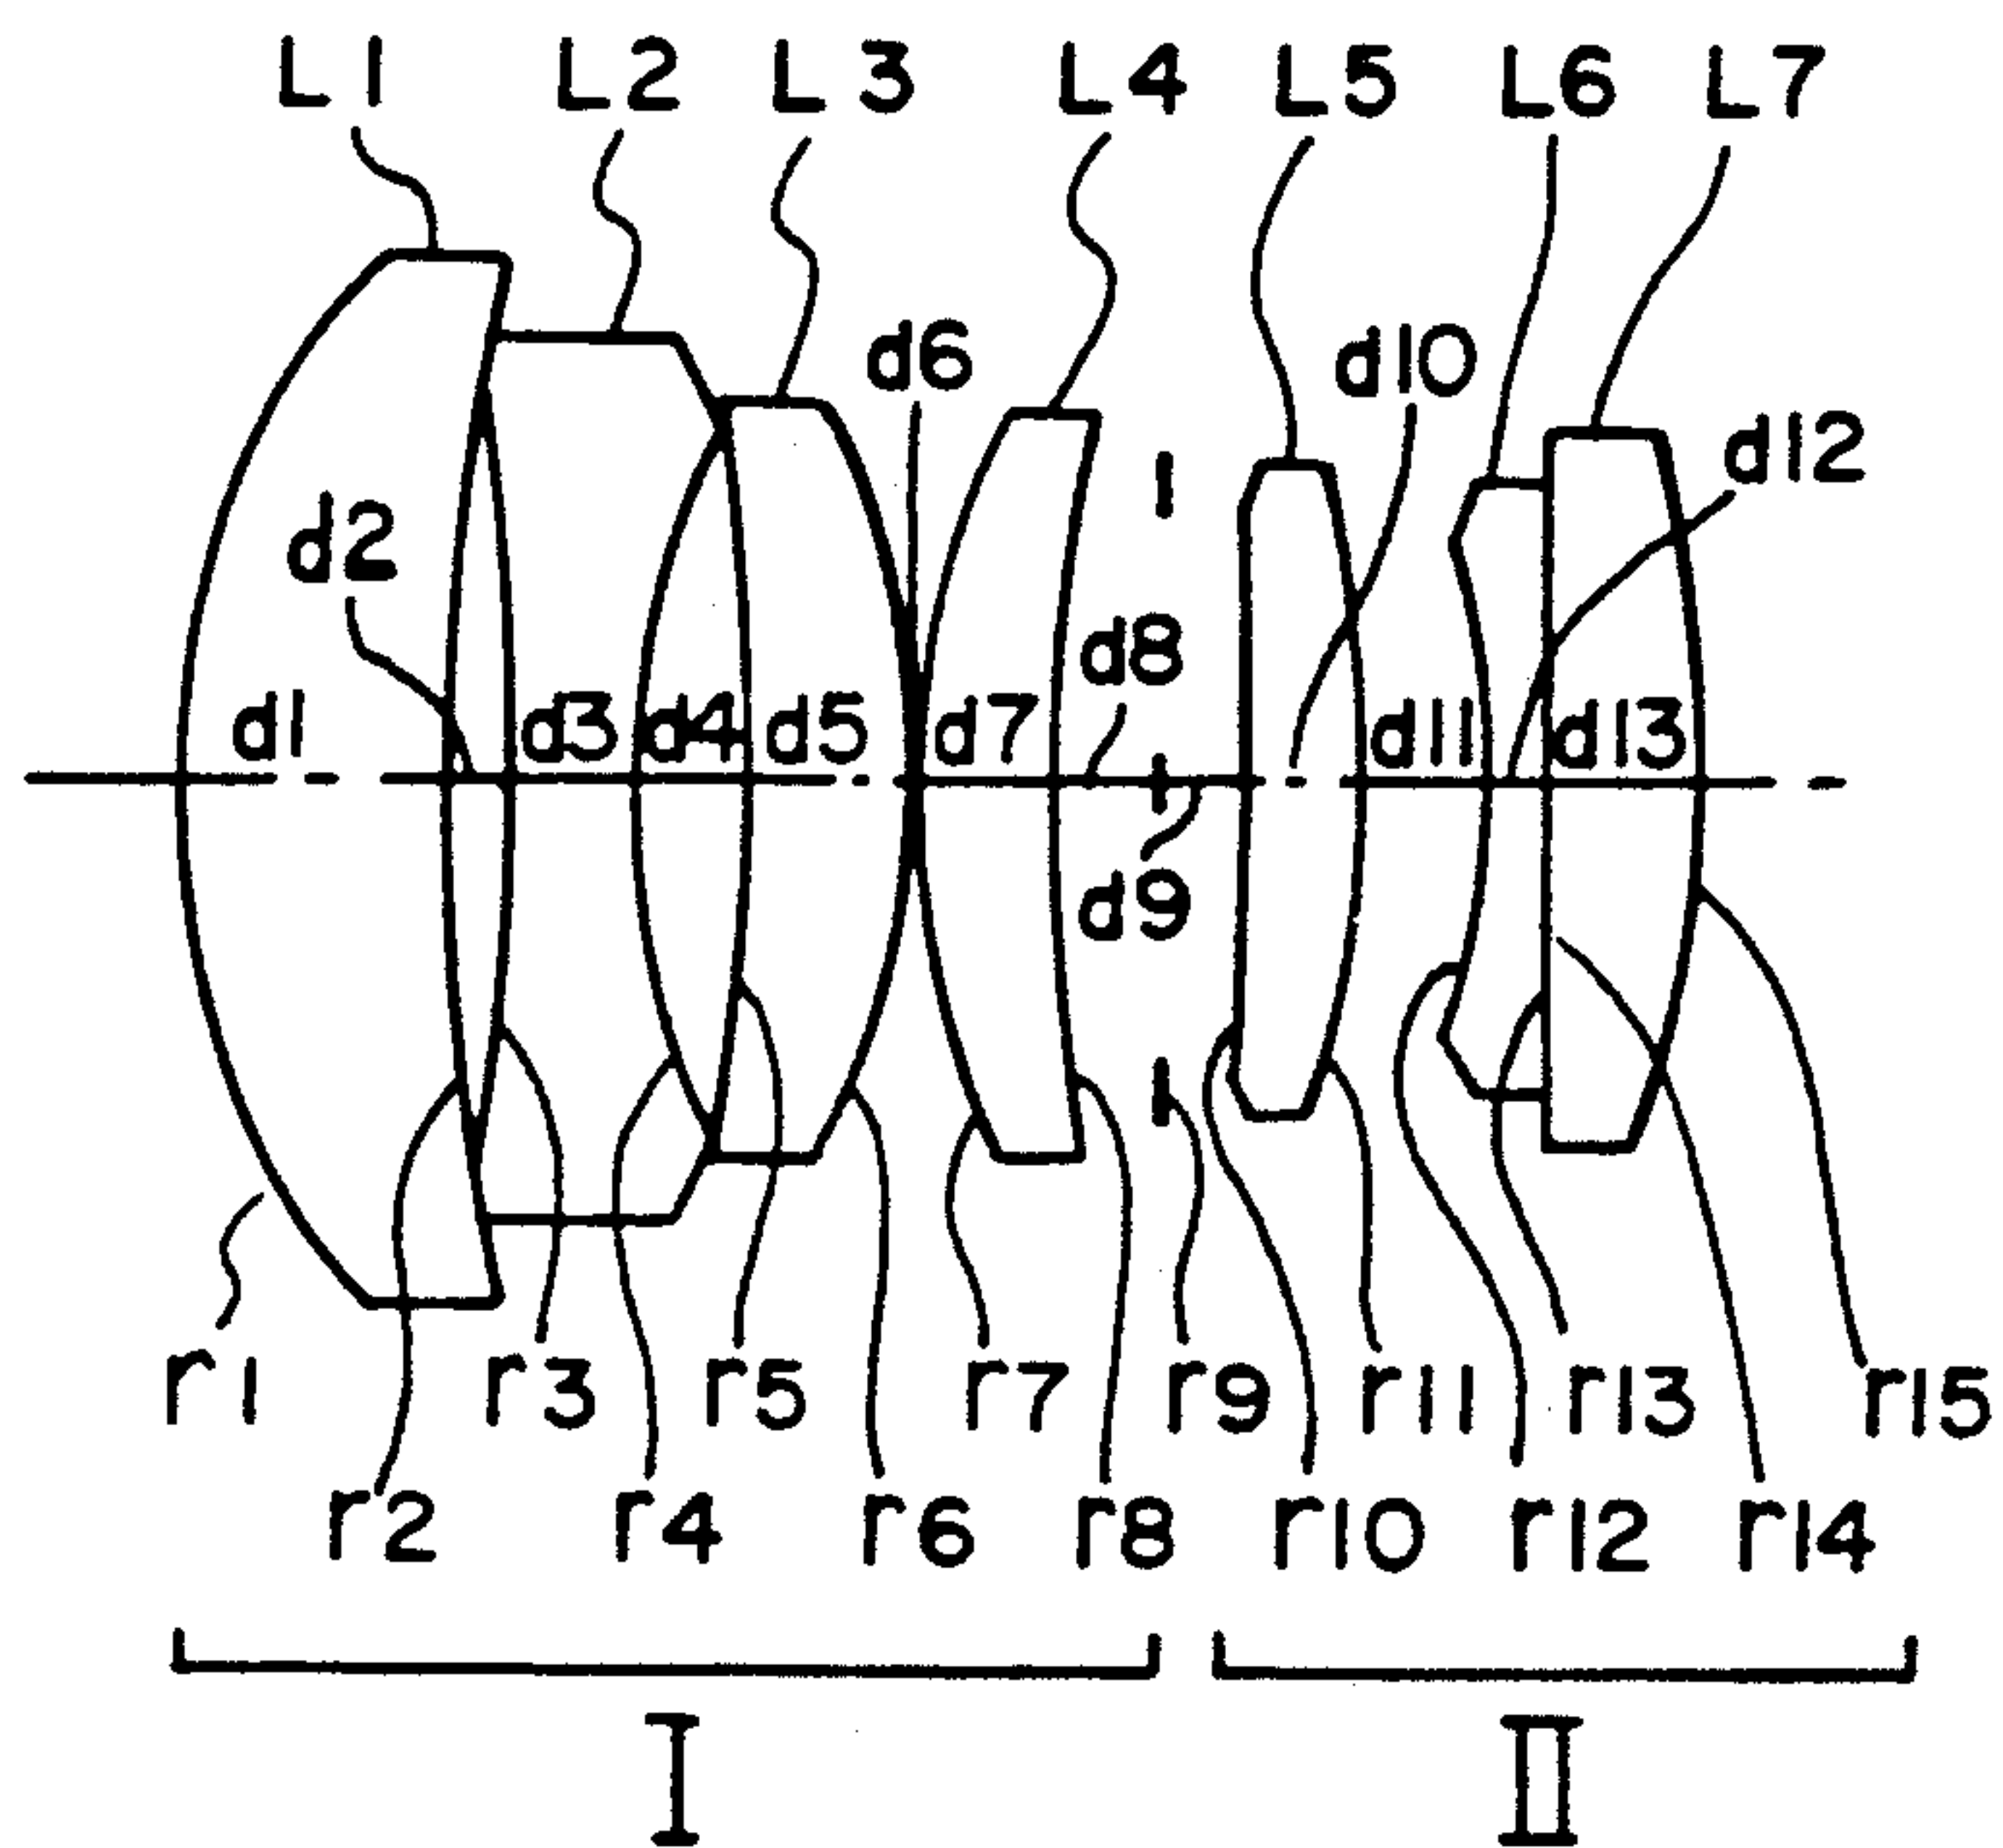 L1 L2 L3 L4 L5 L6 L7
d6 d10
d12
d2
d8
d1 d3 d4 d5 d7 d11 d13
d9
r1 r3 r5 r7 r9 r11 r13 r15
r2 r4 r6 r8 r10 r12 r14
I II